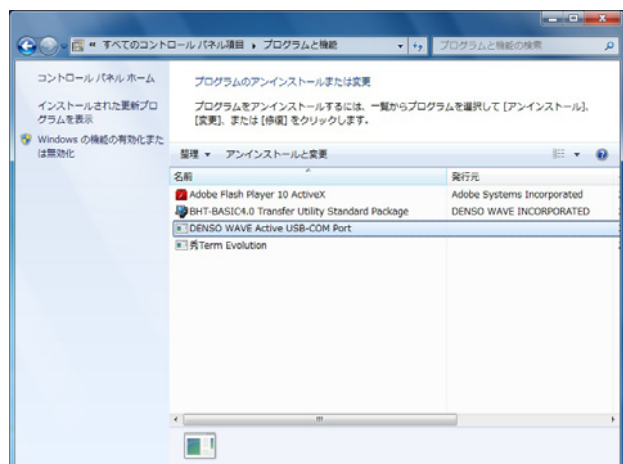 « すべてのコントロール パネル項目 ▸ プログラムと機能
プログラムと機能の検索
コントロール パネル ホーム
インストールされた更新プロ
グラムを表示
Windows の機能の有効化また
は無効化
プログラムのアンインストールまたは変更
プログラムをアンインストールするには、一覧からプログラムを選択して [アンインストール]、
[変更]、または [修復] をクリックします。
整理 ▼ アンインストールと変更
名前 発行元
Adobe Flash Player 10 ActiveX Adobe Systems Incorporated
BHT-BASIC4.0 Transfer Utility Standard Package DENSO WAVE INCORPORATED
DENSO WAVE Active USB-COM Port
秀Term Evolution